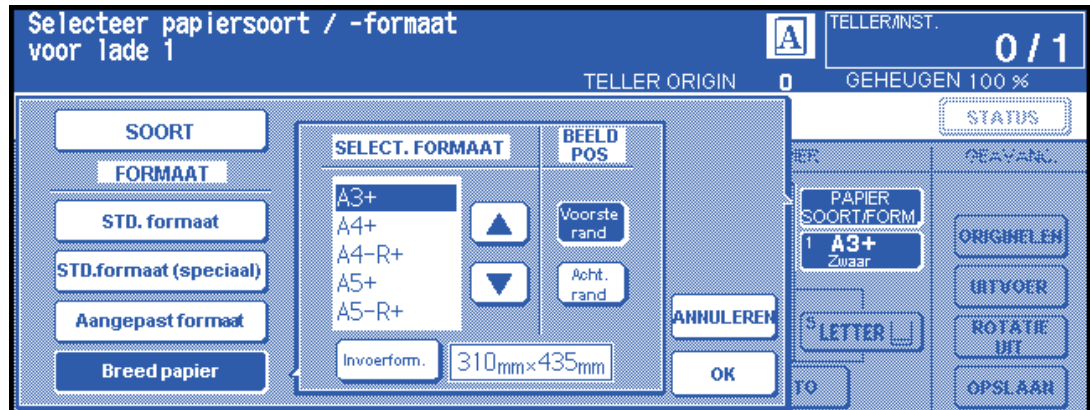 Selecteer papiersoort / -formaat
voor lade 1
TELLER/INST.
0 / 1
TELLER ORIGIN 0
GEHEUGEN 100 %
STATUS
SOORT
FORMAAT
STD. formaat
STD.formaat (speciaal)
Aangepast formaat
Breed papier
SELECT. FORMAAT
A3+
A4+
A4-R+
A5+
A5-R+
Invoerform.
310mm×435mm
BEELD
POS
Voorste
rand
Acht.
rand
ANNULEREN
OK
PAPIER
SOORT/FORM.
1 A3+
Zwaar
5 LETTER
TO
GEAVANC.
ORIGINELEN
UITVOER
ROTATIE
UIT
OPSLAAN